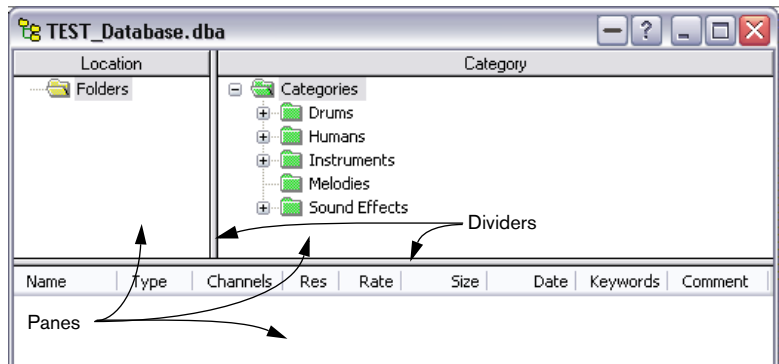 TEST_Database.dba
Location
Category
Folders
Categories
Drums
Humans
Instruments
Melodies
Sound Effects
Dividers
Name Type Channels Res Rate Size Date Keywords Comment
Panes